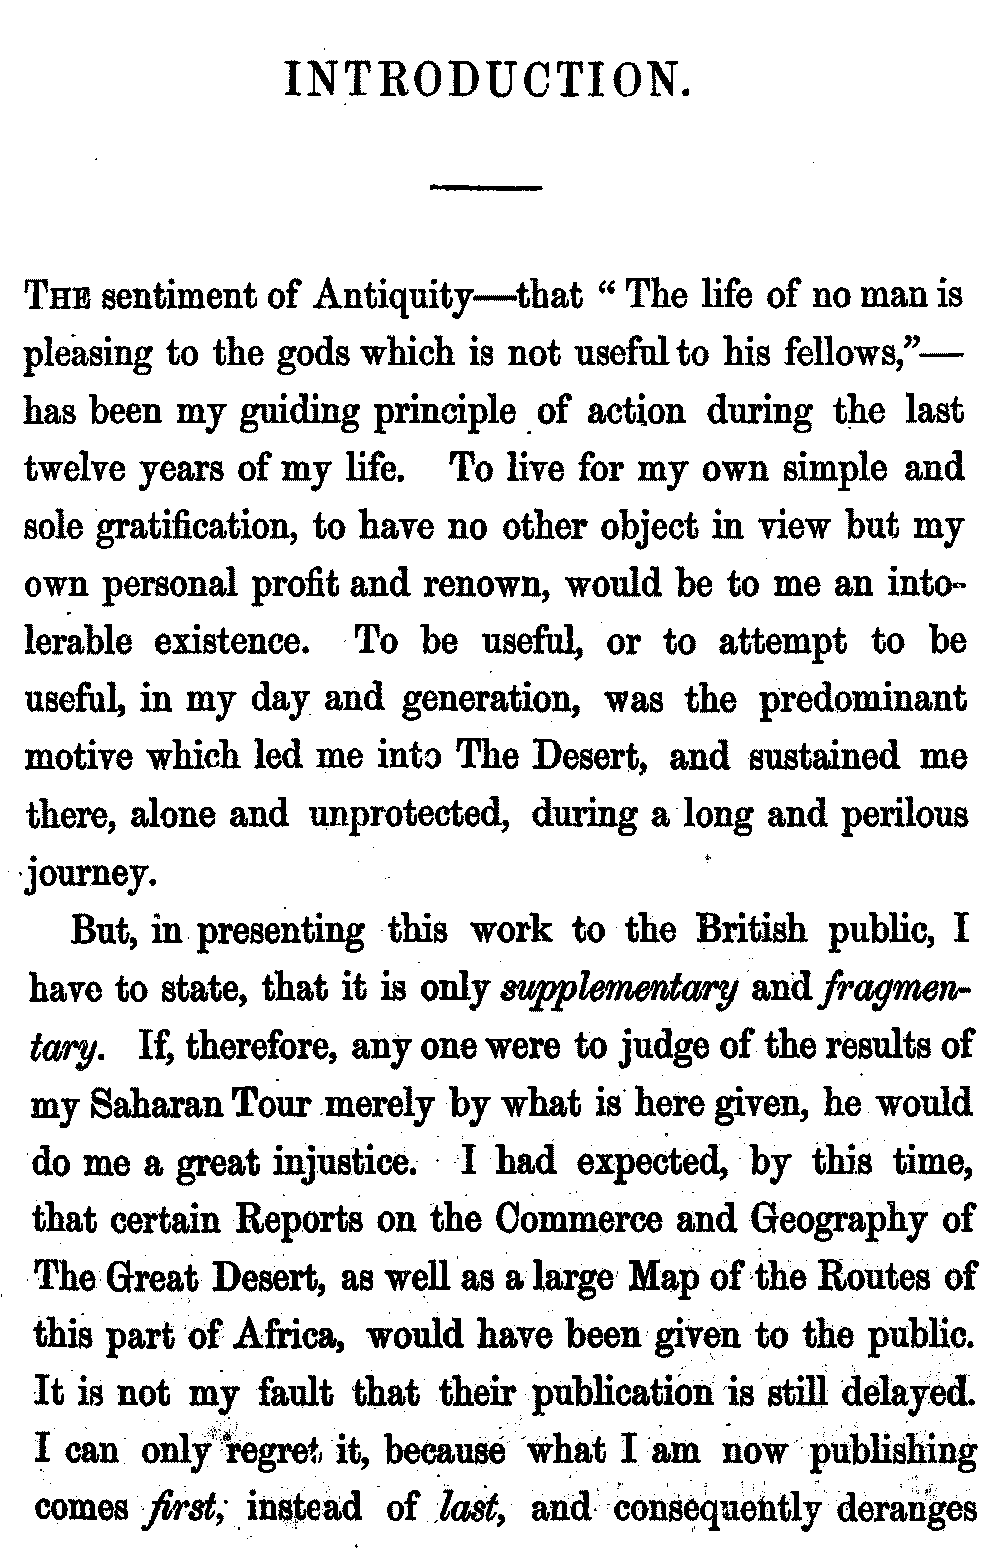 INTRODUCTION.
THE sentiment of Antiquity—that “The life of no man is
pleasing to the gods which is not useful to his fellows,”—
has been my guiding principle of action during the last
twelve years of my life. To live for my own simple and
sole gratification, to have no other object in view but my
own personal profit and renown, would be to me an into-
lerable existence. To be useful, or to attempt to be
useful, in my day and generation, was the predominant
motive which led me into The Desert, and sustained me
there, alone and unprotected, during a long and perilous
journey.
But, in presenting this work to the British public, I
have to state, that it is only supplementary and fragmen-
tary. If, therefore, any one were to judge of the results of
my Saharan Tour merely by what is here given, he would
do me a great injustice. I had expected, by this time,
that certain Reports on the Commerce and Geography of
The Great Desert, as well as a large Map of the Routes of
this part of Africa, would have been given to the public.
It is not my fault that their publication is still delayed.
I can only regret it, because what I am now publishing
comes first, instead of last, and consequently deranges